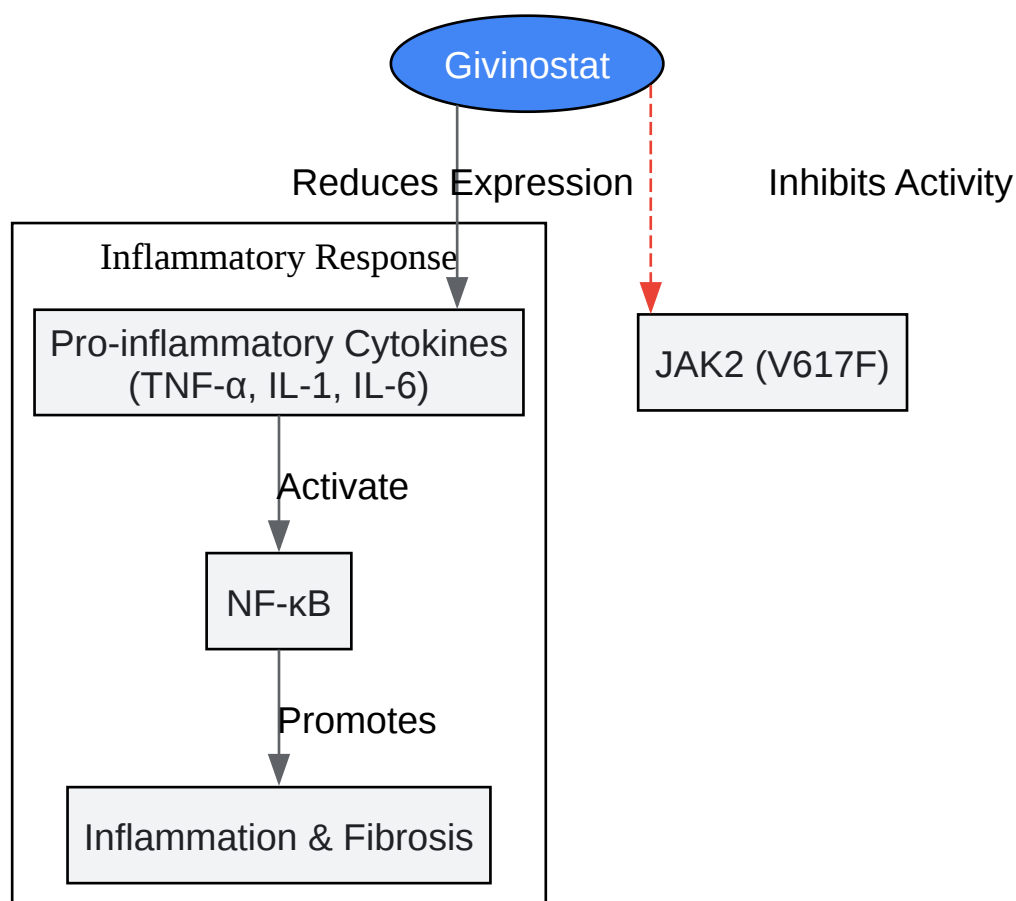 Givinostat
Reduces Expression
Inhibits Activity
Inflammatory Response
Pro-inflammatory Cytokines
(TNF-α, IL-1, IL-6)
JAK2 (V617F)
Activate
NF-κB
Promotes
Inflammation & Fibrosis